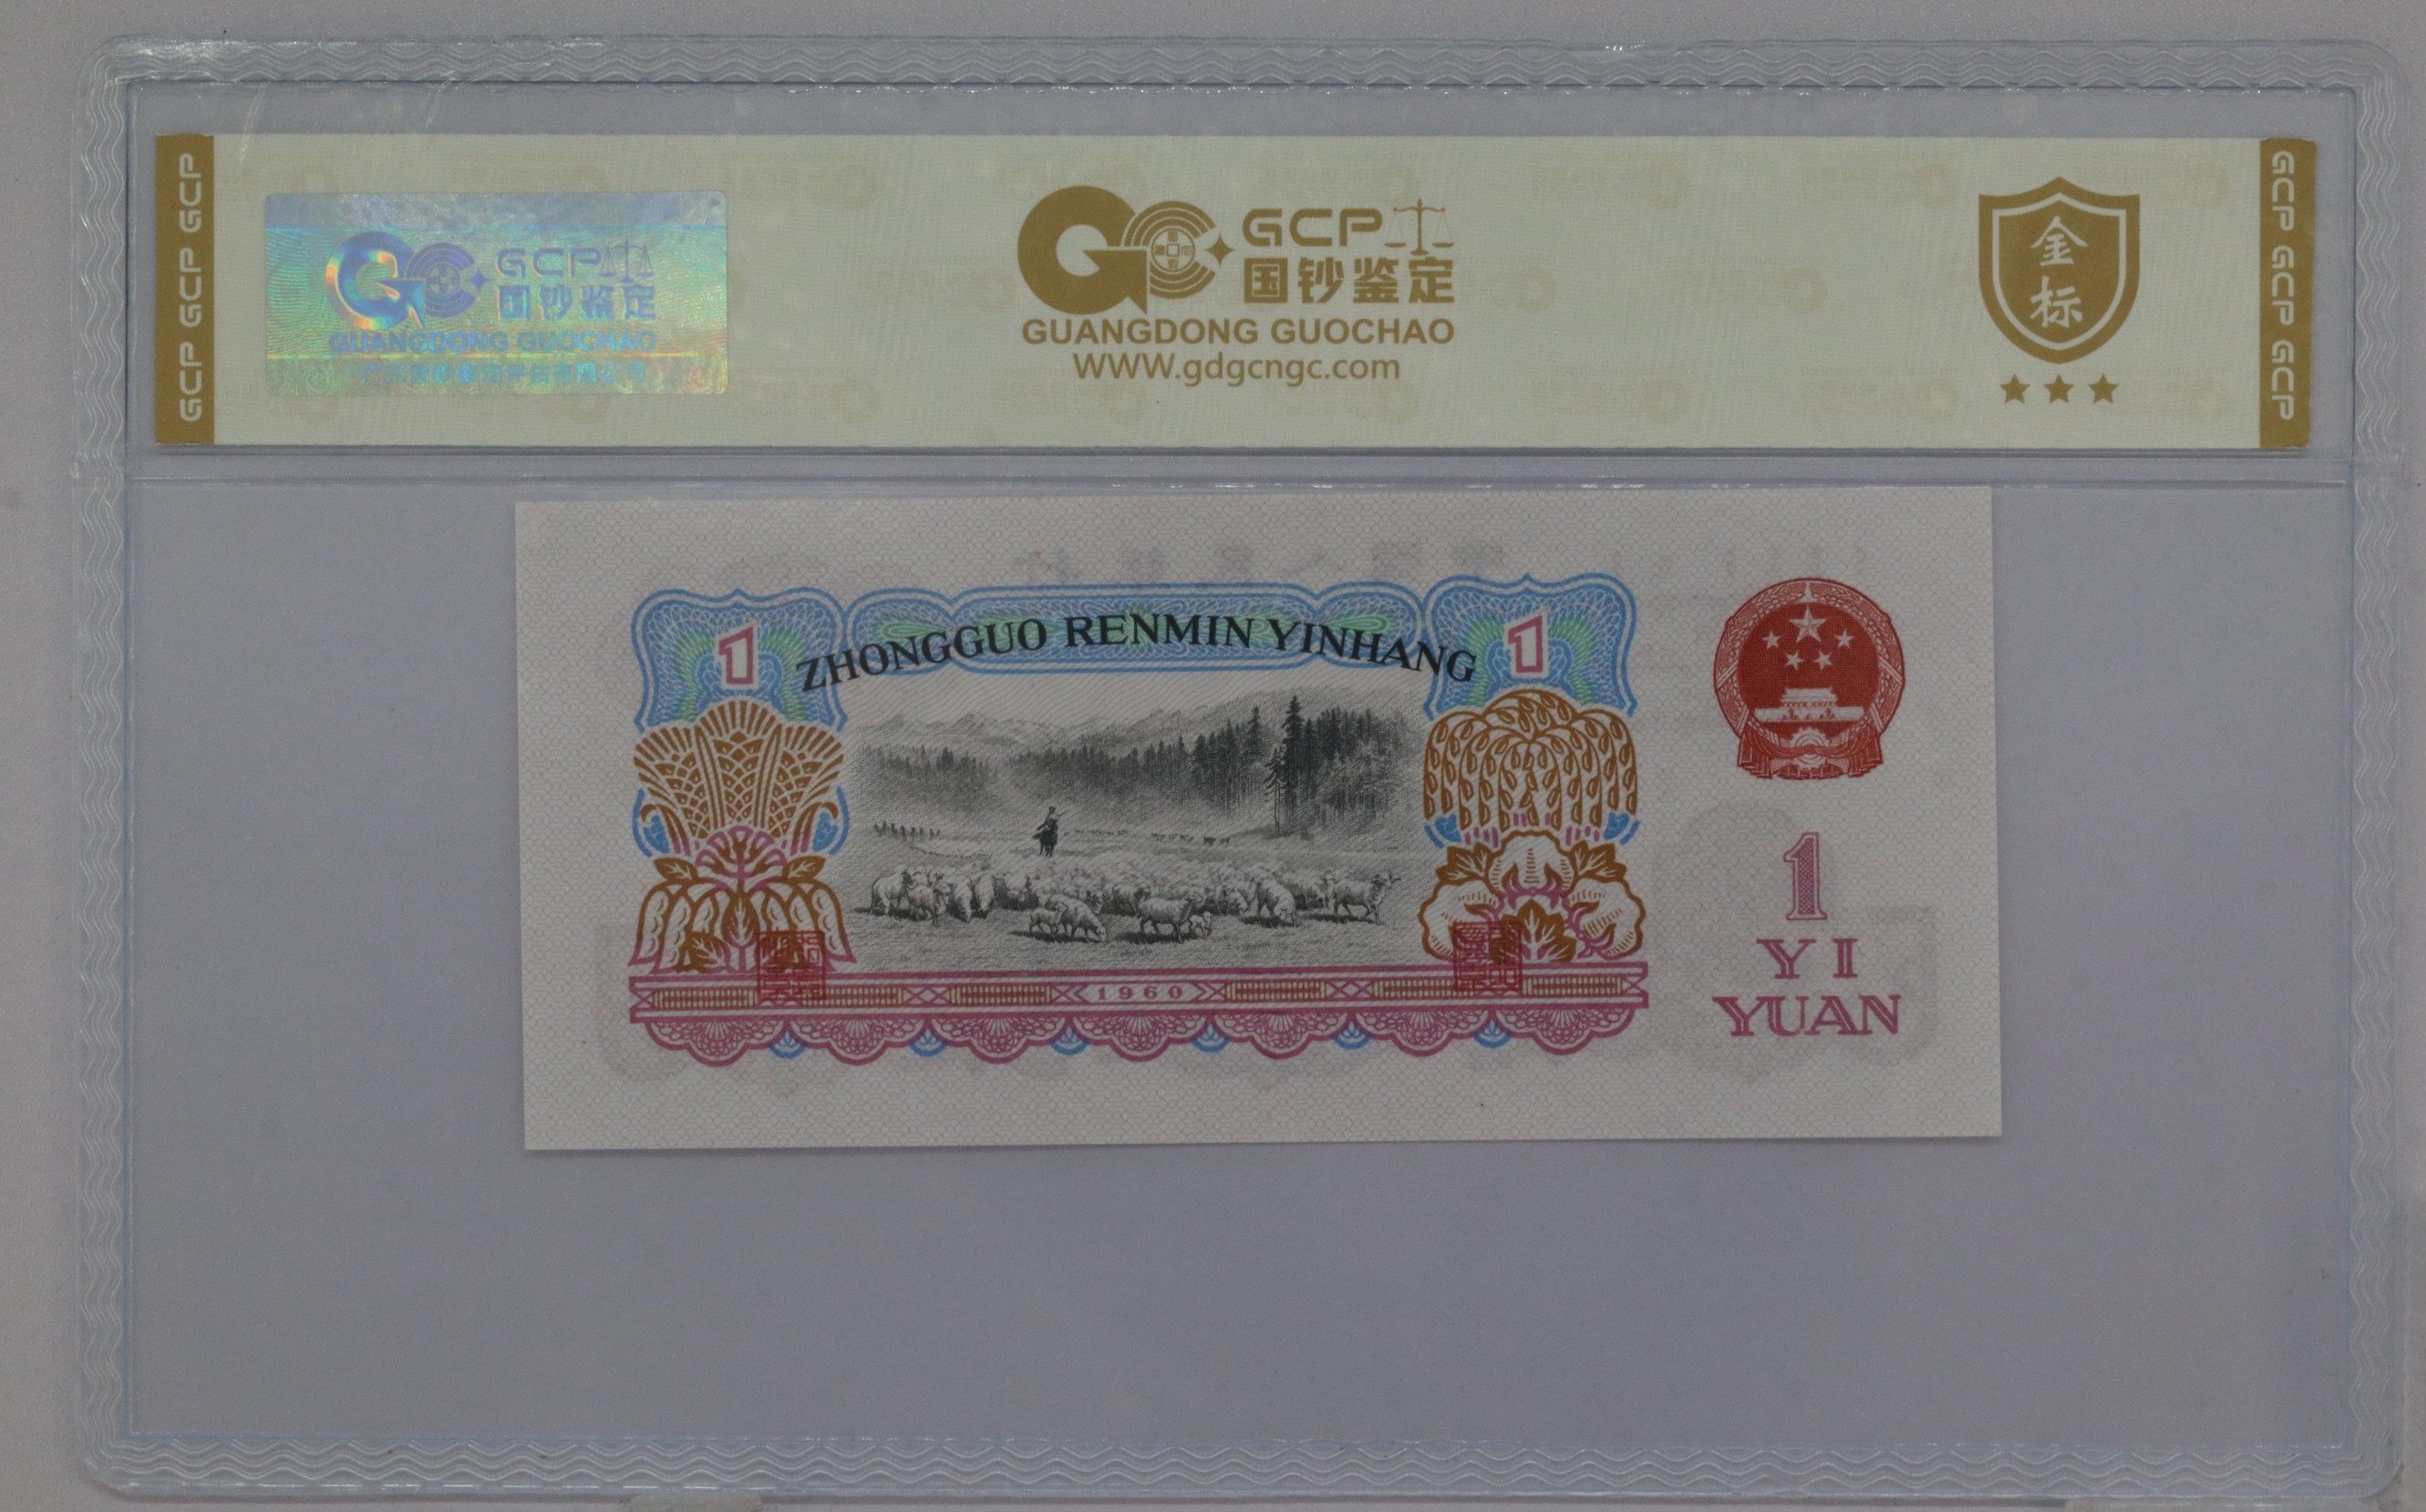 GCP GCP GCP
GCP
国钞鉴定
GUANGDONG GUOCHAO
GCP
国钞鉴定
GUANGDONG GUOCHAO
WWW.gdgcngc.com
金
标
GCP GCP GCP
ZHONGGUO RENMIN YINHANG
1
1
1
YI
YUAN
1960